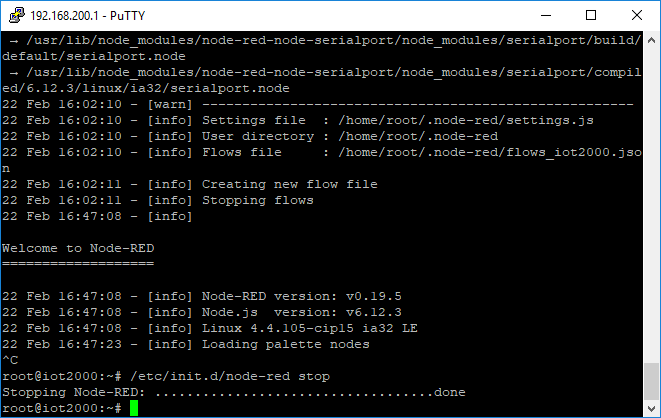 192.168.200.1 - PuTTY
→ /usr/lib/node_modules/node-red-node-serialport/node_modules/serialport/build/
default/serialport.node
→ /usr/lib/node_modules/node-red-node-serialport/node_modules/serialport/compil
ed/6.12.3/linux/ia32/serialport.node
22 Feb 16:02:10 - [warn] ---------------------------------------------------
22 Feb 16:02:10 - [info] Settings file  : /home/root/.node-red/settings.js
22 Feb 16:02:10 - [info] User directory : /home/root/.node-red
22 Feb 16:02:10 - [info] Flows file     : /home/root/.node-red/flows_iot2000.jso
n
22 Feb 16:02:11 - [info] Creating new flow file
22 Feb 16:02:11 - [info] Stopping flows
22 Feb 16:47:08 - [info]
Welcome to Node-RED
===================
22 Feb 16:47:08 - [info] Node-RED version: v0.19.5
22 Feb 16:47:08 - [info] Node.js  version: v6.12.3
22 Feb 16:47:08 - [info] Linux 4.4.105-cip15 ia32 LE
22 Feb 16:47:23 - [info] Loading palette nodes
^C
root@iot2000:~# /etc/init.d/node-red stop
Stopping Node-RED: .................................done
root@iot2000:~#